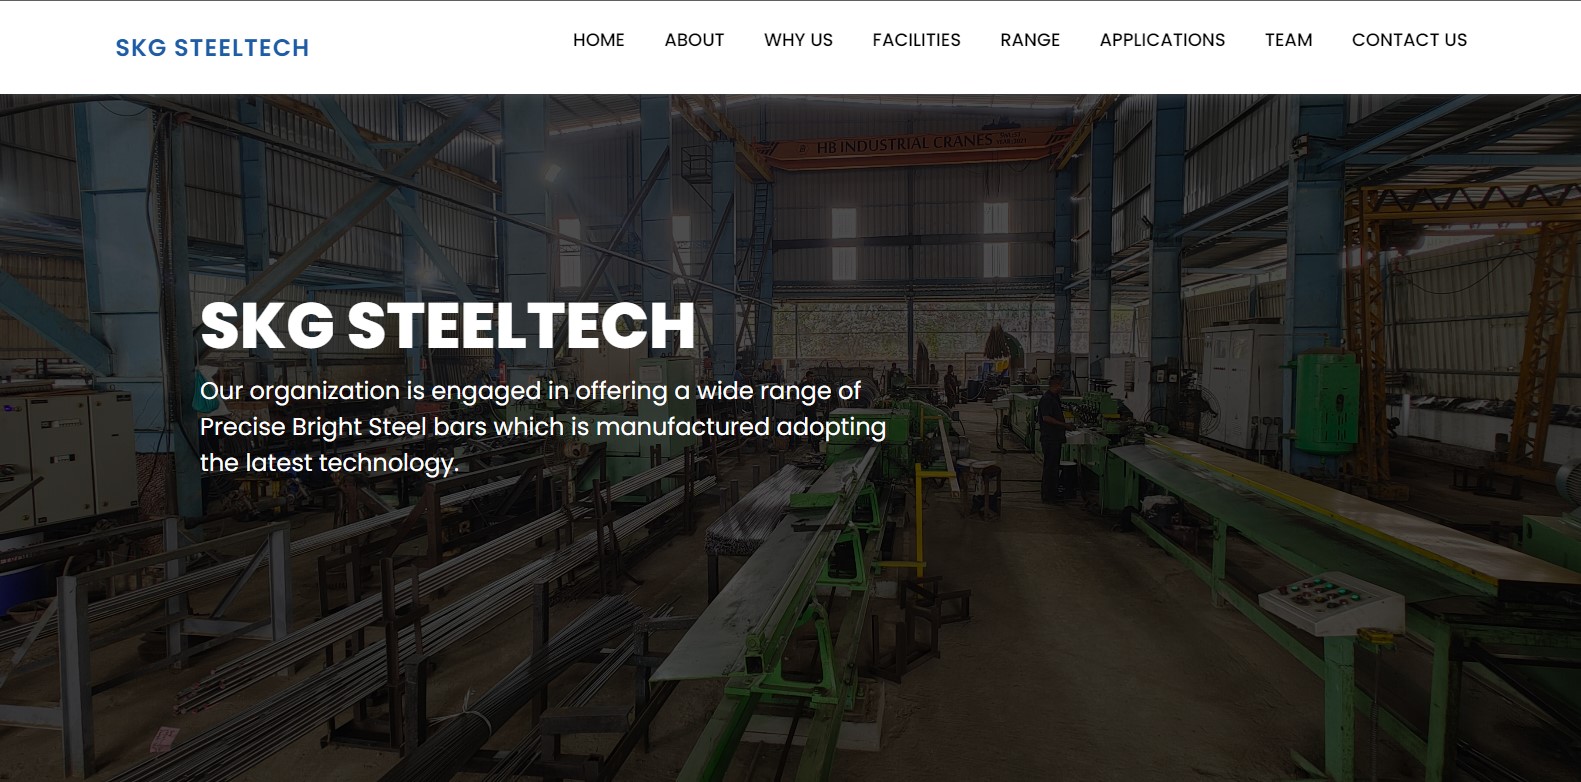 SKG STEELTECH
HOME ABOUT WHY US FACILITIES RANGE APPLICATIONS TEAM CONTACT US
HB INDUSTRIAL CRANES
SKG STEELTECH
Our organization is engaged in offering a wide range of
Precise Bright Steel bars which is manufactured adopting
the latest technology.